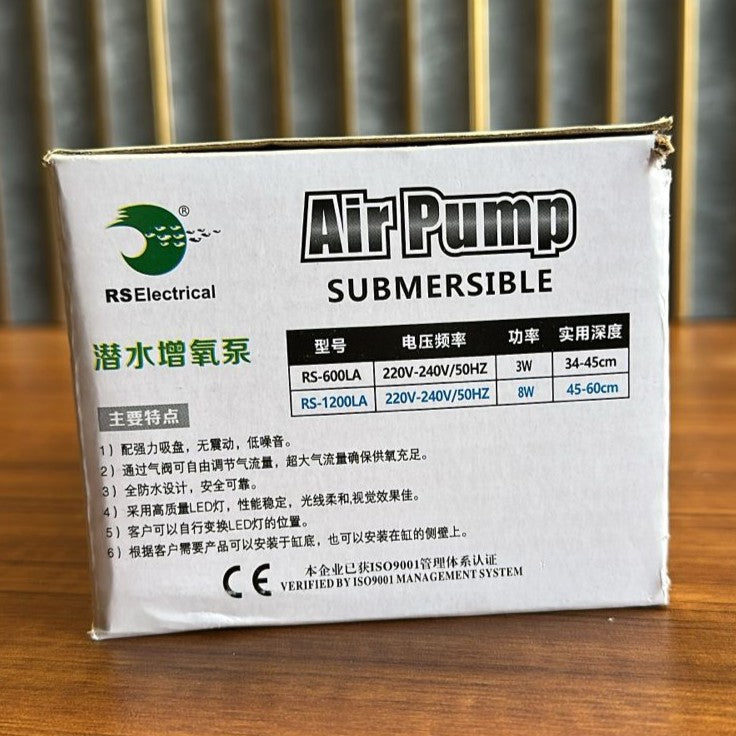 ®
RSElectrical
Air Pump
SUBMERSIBLE
潜水增氧泵
型号 电压频率 功率 实用深度
RS-600LA 220V-240V/50HZ 3W 34-45cm
RS-1200LA 220V-240V/50HZ 8W 45-60cm
主要特点
1）配强力吸盘，无震动，低噪音。
2）通过气阀可自由调节气流量，超大气流量确保供氧充足。
3）全防水设计，安全可靠。
4）采用高质量LED灯，性能稳定，光线柔和,视觉效果佳。
5）客户可以自行变换LED灯的位置。
6）根据客户需要产品可以安装于缸底，也可以安装在缸的侧壁上。
CE
本企业已获ISO9001管理体系认证
VERIFIED BY ISO9001 MANAGEMENT SYSTEM